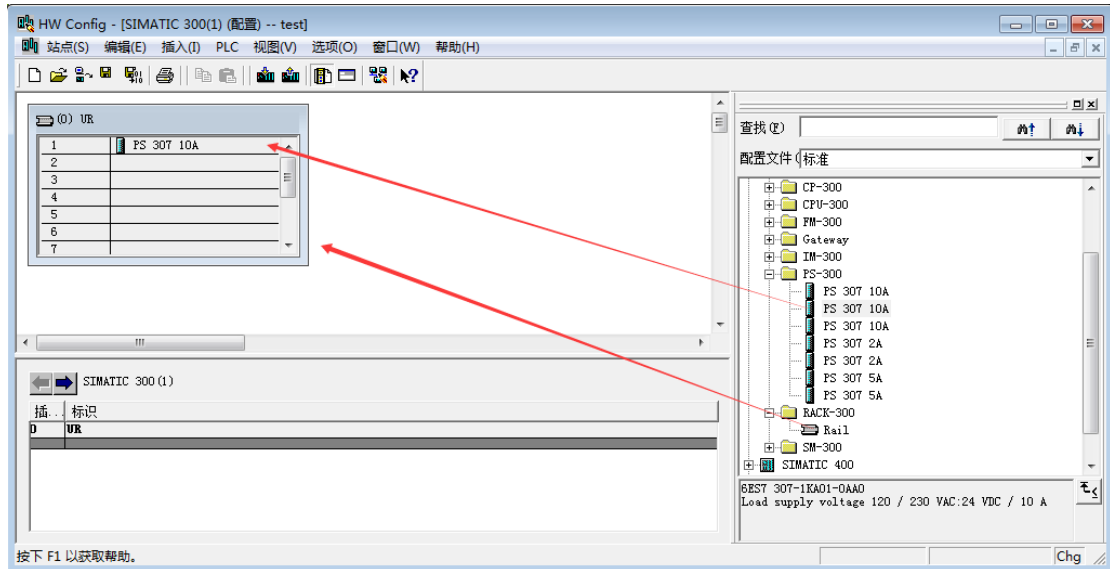 HW Config - [SIMATIC 300(1) (配置) -- test]
站点(S) 编辑(E) 插入(I) PLC 视图(V) 选项(O) 窗口(W) 帮助(H)
(0) UR
1 PS 307 10A
2
3
4
5
6
7
SIMATIC 300(1)
插... 标识
0 UR
查找(F)
配置文件(
标准
CP-300
CPU-300
FM-300
Gateway
IM-300
PS-300
PS 307 10A
PS 307 10A
PS 307 10A
PS 307 2A
PS 307 2A
PS 307 5A
PS 307 5A
RACK-300
Rail
SM-300
SIMATIC 400
6ES7 307-1KA01-0AA0
Load supply voltage 120 / 230 VAC:24 VDC / 10 A
按下 F1 以获取帮助。
Chg